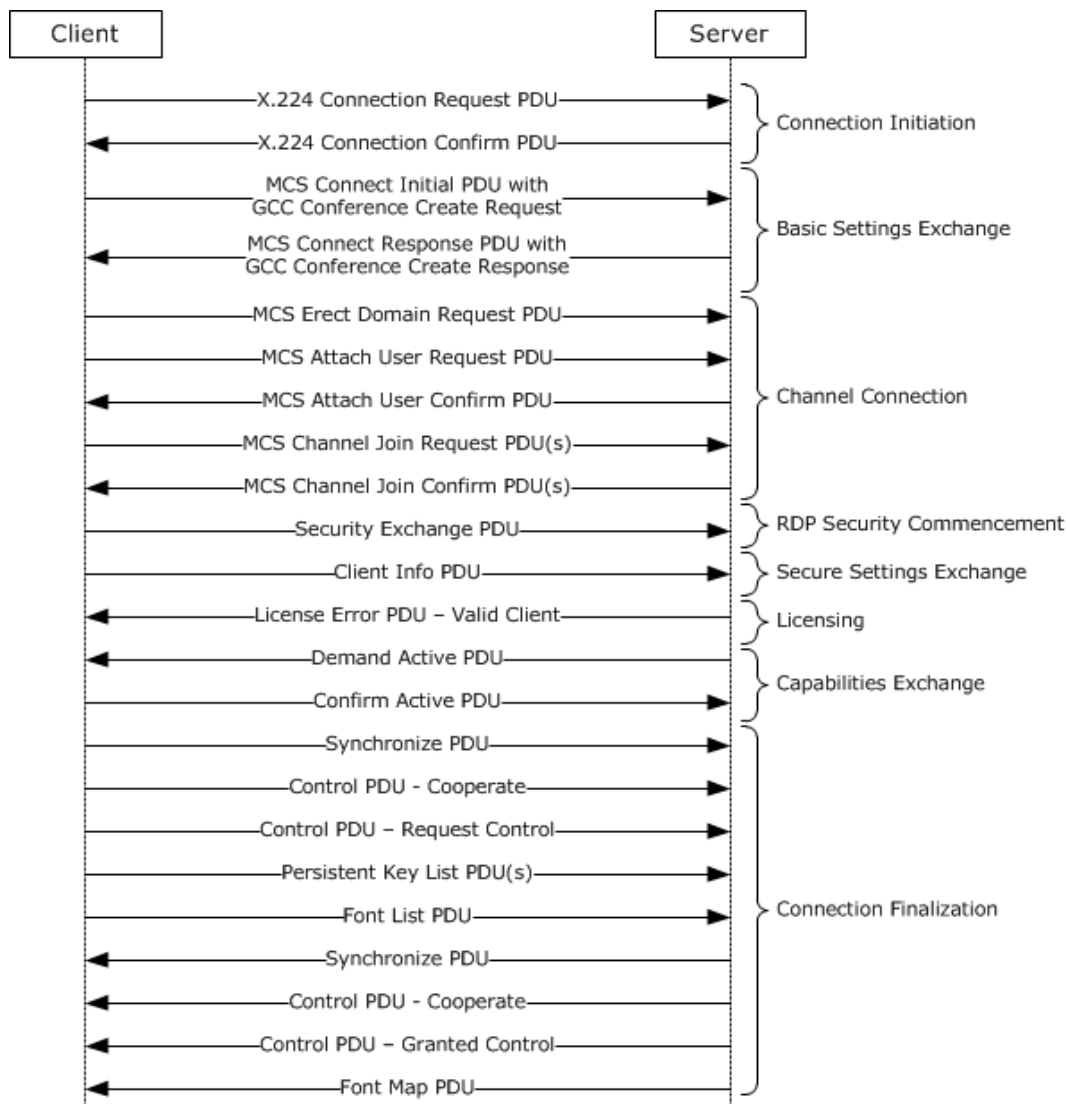 Client
Server
X.224 Connection Request PDU
X.224 Connection Confirm PDU
Connection Initiation
MCS Connect Initial PDU with
GCC Conference Create Request
MCS Connect Response PDU with
GCC Conference Create Response
Basic Settings Exchange
MCS Erect Domain Request PDU
MCS Attach User Request PDU
MCS Attach User Confirm PDU
MCS Channel Join Request PDU(s)
MCS Channel Join Confirm PDU(s)
Channel Connection
Security Exchange PDU
RDP Security Commencement
Client Info PDU
Secure Settings Exchange
License Error PDU – Valid Client
Licensing
Demand Active PDU
Confirm Active PDU
Capabilities Exchange
Synchronize PDU
Control PDU - Cooperate
Control PDU – Request Control
Persistent Key List PDU(s)
Font List PDU
Synchronize PDU
Control PDU - Cooperate
Control PDU – Granted Control
Font Map PDU
Connection Finalization